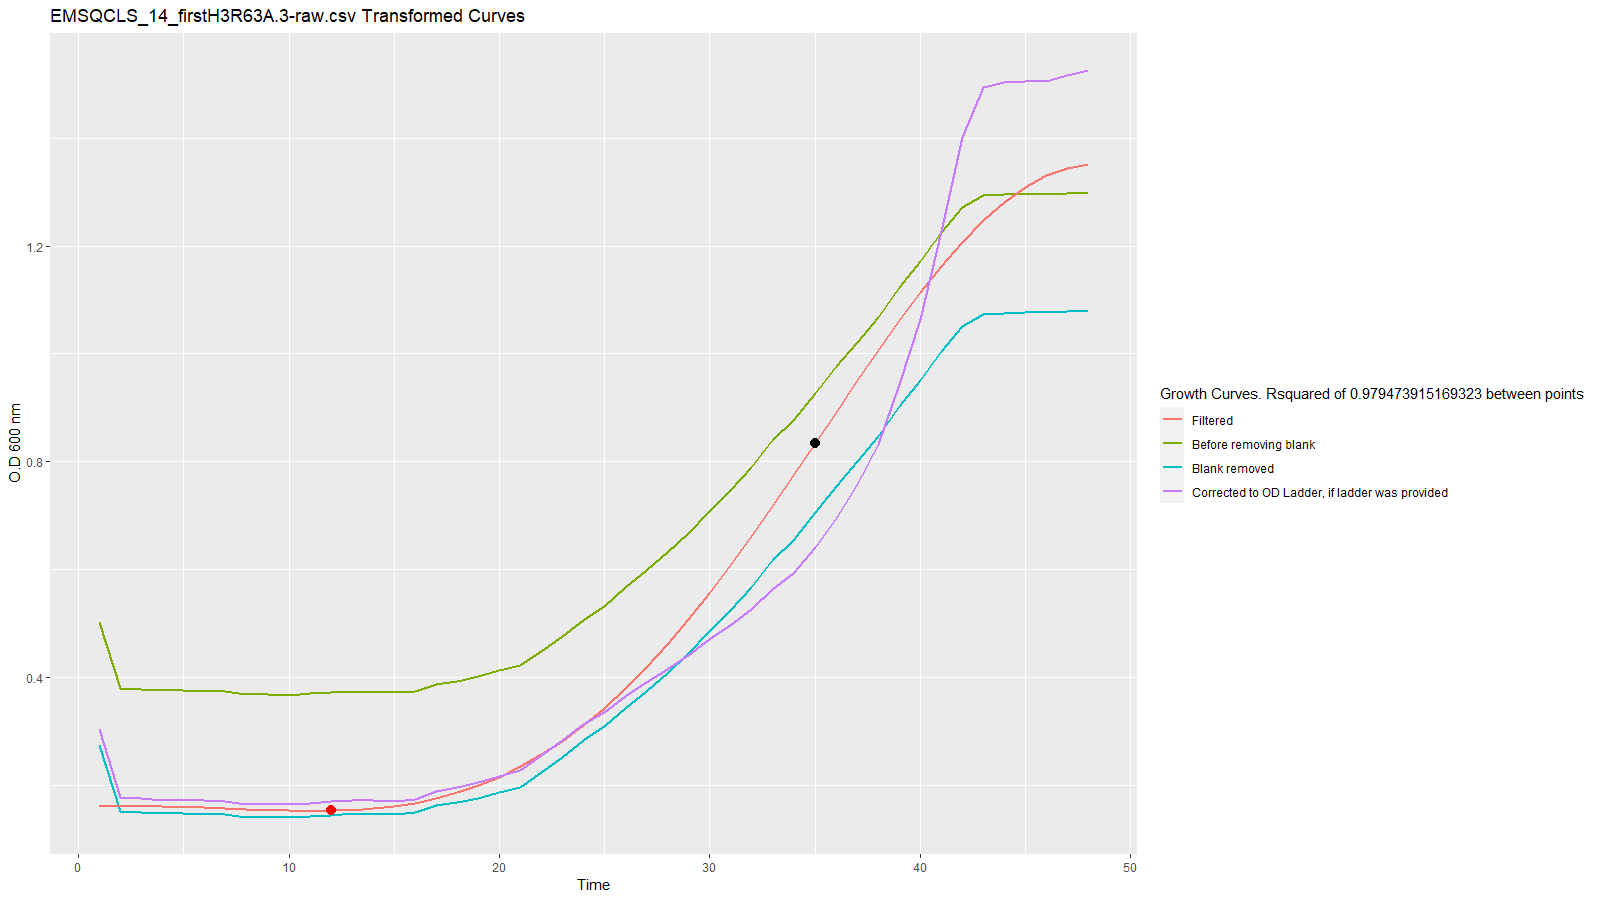 EMSQCLS_14_firstH3R63A.3-raw.csv Transformed Curves
1.2
0.8
0.4
O.D 600 nm
0
10
20
30
40
50
Time
Growth Curves. Rsquared of 0.979473915169323 between points
Filtered
Before removing blank
Blank removed
Corrected to OD Ladder, if ladder was provided